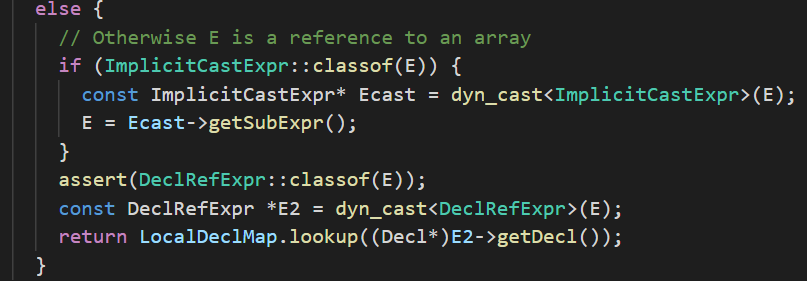 else {
// Otherwise E is a reference to an array
if (ImplicitCastExpr::classof(E)) {
const ImplicitCastExpr* Ecast = dyn_cast<ImplicitCastExpr>(E);
E = Ecast->getSubExpr();
}
assert(DeclRefExpr::classof(E));
const DeclRefExpr *E2 = dyn_cast<DeclRefExpr>(E);
return LocalDeclMap.lookup((Decl*)E2->getDecl());
}